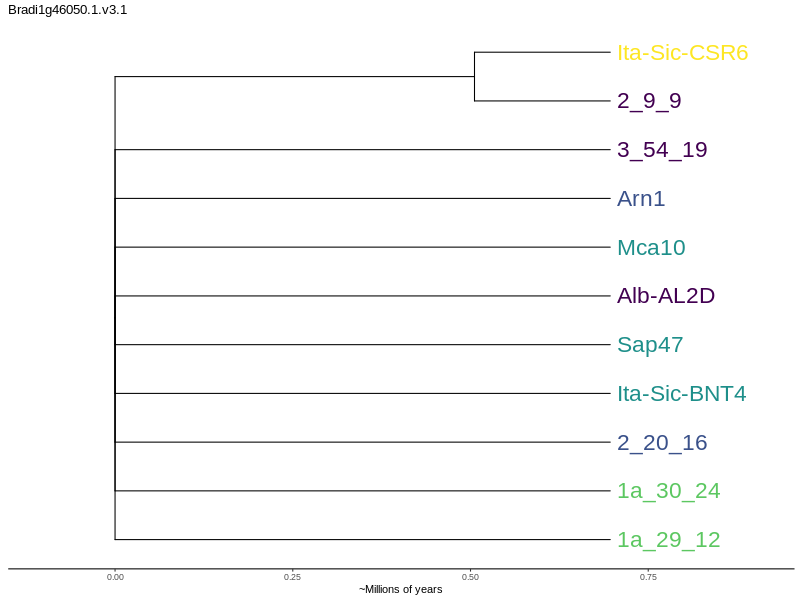 Bradi1g46050.1.v3.1
Ita-Sic-CSR6
2_9_9
3_54_19
Arn1
Mca10
Alb-AL2D
Sap47
Ita-Sic-BNT4
2_20_16
1a_30_24
1a_29_12
0.00 0.25 0.50 0.75
~Millions of years